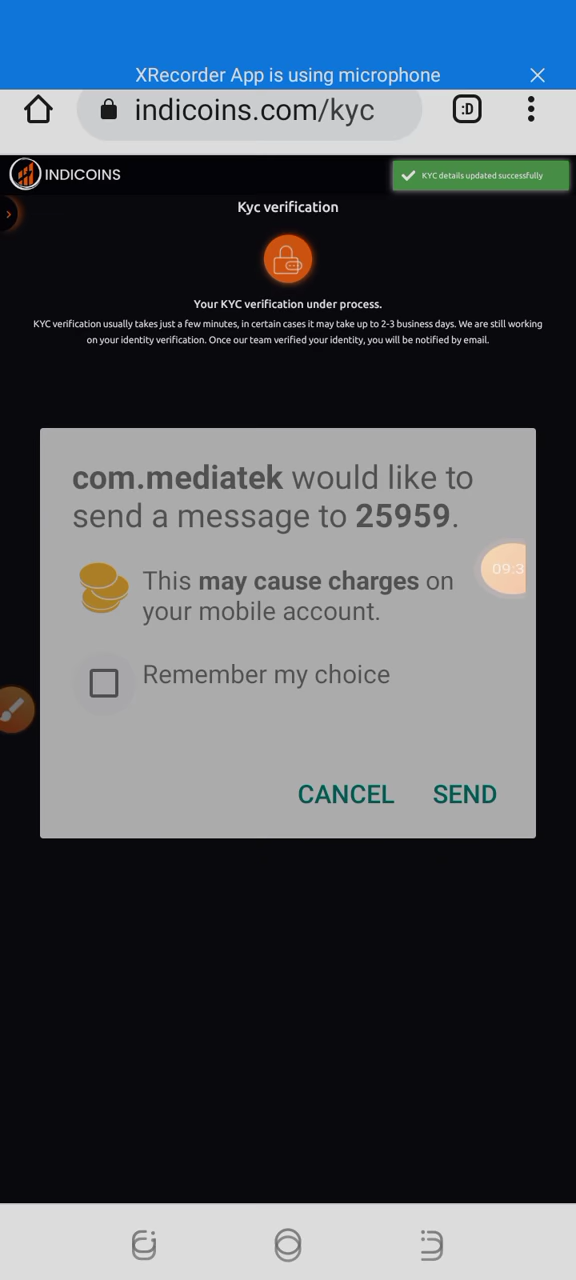 XRecorder App is using microphone
indicoins.com/kyc
:D
INDICOINS
KYC details updated successfully
Kyc verification
Your KYC verification under process.
KYC verification usually takes just a few minutes, in certain cases it may take up to 2-3 business days. We are still working
on your identity verification. Once our team verified your identity, you will be notified by email.
com.mediatek would like to
send a message to 25959.
This may cause charges on
your mobile account.
09:3
Remember my choice
CANCEL SEND